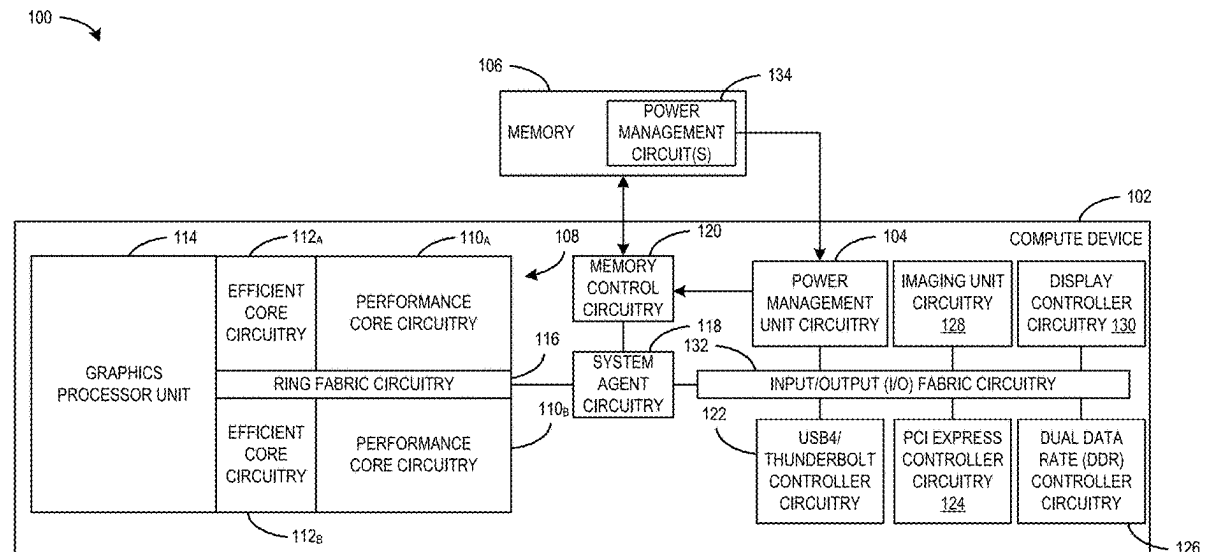 100
106
134
MEMORY
POWER
MANAGEMENT
CIRCUIT(S)
102
COMPUTE DEVICE
114
112A
110A
108
120
104
GRAPHICS
PROCESSOR UNIT
EFFICIENT
CORE
CIRCUITRY
PERFORMANCE
CORE CIRCUITRY
MEMORY
CONTROL
CIRCUITRY
POWER
MANAGEMENT
UNIT CIRCUITRY
IMAGING UNIT
CIRCUITRY
128
DISPLAY
CONTROLLER
CIRCUITRY 130
116
118
132
RING FABRIC CIRCUITRY
SYSTEM
AGENT
CIRCUITRY
INPUT/OUTPUT (I/O) FABRIC CIRCUITRY
EFFICIENT
CORE
CIRCUITRY
PERFORMANCE
CORE CIRCUITRY
110B
122
USB4/
THUNDERBOLT
CONTROLLER
CIRCUITRY
PCI EXPRESS
CONTROLLER
CIRCUITRY
124
DUAL DATA
RATE (DDR)
CONTROLLER
CIRCUITRY
112B
126